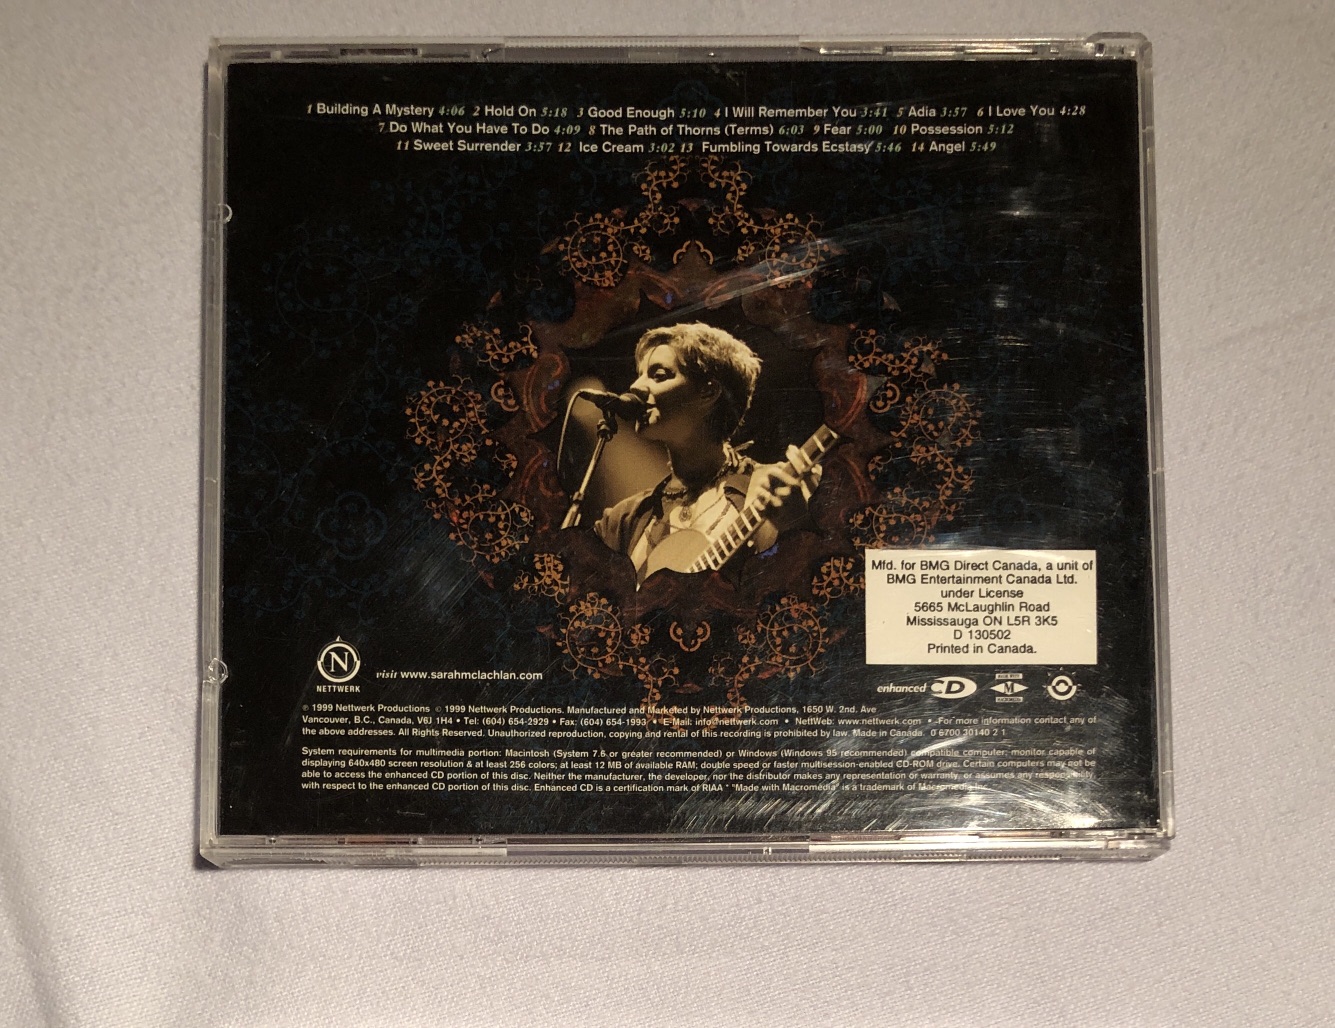 1 Building A Mystery 4:06 2 Hold On 5:18 3 Good Enough 5:10 4 I Will Remember You 3:41 5 Adia 3:57 6 I Love You 4:28
7 Do What You Have To Do 4:09 8 The Path of Thorns (Terms) 6:03 9 Fear 5:00 10 Possession 5:12
11 Sweet Surrender 3:57 12 Ice Cream 3:02 13 Fumbling Towards Ecstasy 5:46 14 Angel 5:49
Mfd. for BMG Direct Canada, a unit of
BMG Entertainment Canada Ltd.
under License
5665 McLaughlin Road
Mississauga ON L5R 3K5
D 130502
Printed in Canada.
N
NETTWERK
visit www.sarahmclachlan.com
enhanced CD
M
℗ 1999 Nettwerk Productions © 1999 Nettwerk Productions. Manufactured and Marketed by Nettwerk Productions, 1650 W. 2nd. Ave
Vancouver, B.C., Canada, V6J 1H4 • Tel: (604) 654-2929 • Fax: (604) 654-1993 • E-Mail: info@nettwerk.com • NettWeb: www.nettwerk.com • For more information contact any of
the above addresses. All Rights Reserved. Unauthorized reproduction, copying and rental of this recording is prohibited by law. Made in Canada. 0 6700 30140 2 1
System requirements for multimedia portion: Macintosh (System 7.6 or greater recommended) or Windows (Windows 95 recommended) compatible computer; monitor capable of
displaying 640x480 screen resolution & at least 256 colors; at least 12 MB of available RAM; double speed or faster multisession-enabled CD-ROM drive. Certain computers may not be
able to access the enhanced CD portion of this disc. Neither the manufacturer, the developer, nor the distributor makes any representation or warranty, or assumes any responsibility,
with respect to the enhanced CD portion of this disc. Enhanced CD is a certification mark of RIAA * "Made with Macromedia" is a trademark of Macromedia